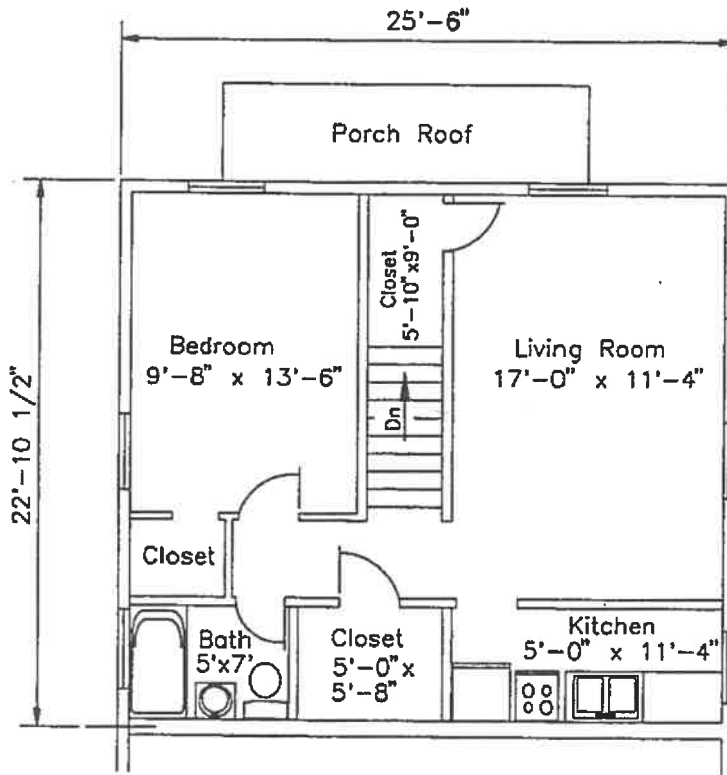 25'-6"
Porch Roof
22'-10 1/2"
Closet
5'-10"x9'-0"
Bedroom
9'-8" x 13'-6"
Living Room
17'-0" x 11'-4"
Dn
Closet
Bath
5'x7'
Closet
5'-0" x
5'-8"
Kitchen
5'-0" x 11'-4"